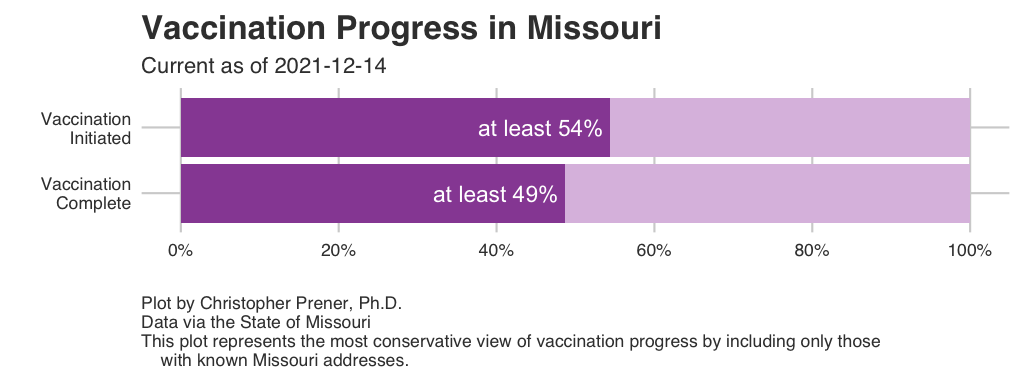 Vaccination Progress in Missouri
Current as of 2021-12-14
Vaccination
Initiated
at least 54%
Vaccination
Complete
at least 49%
0% 20% 40% 60% 80% 100%
Plot by Christopher Prener, Ph.D.
Data via the State of Missouri
This plot represents the most conservative view of vaccination progress by including only those
with known Missouri addresses.